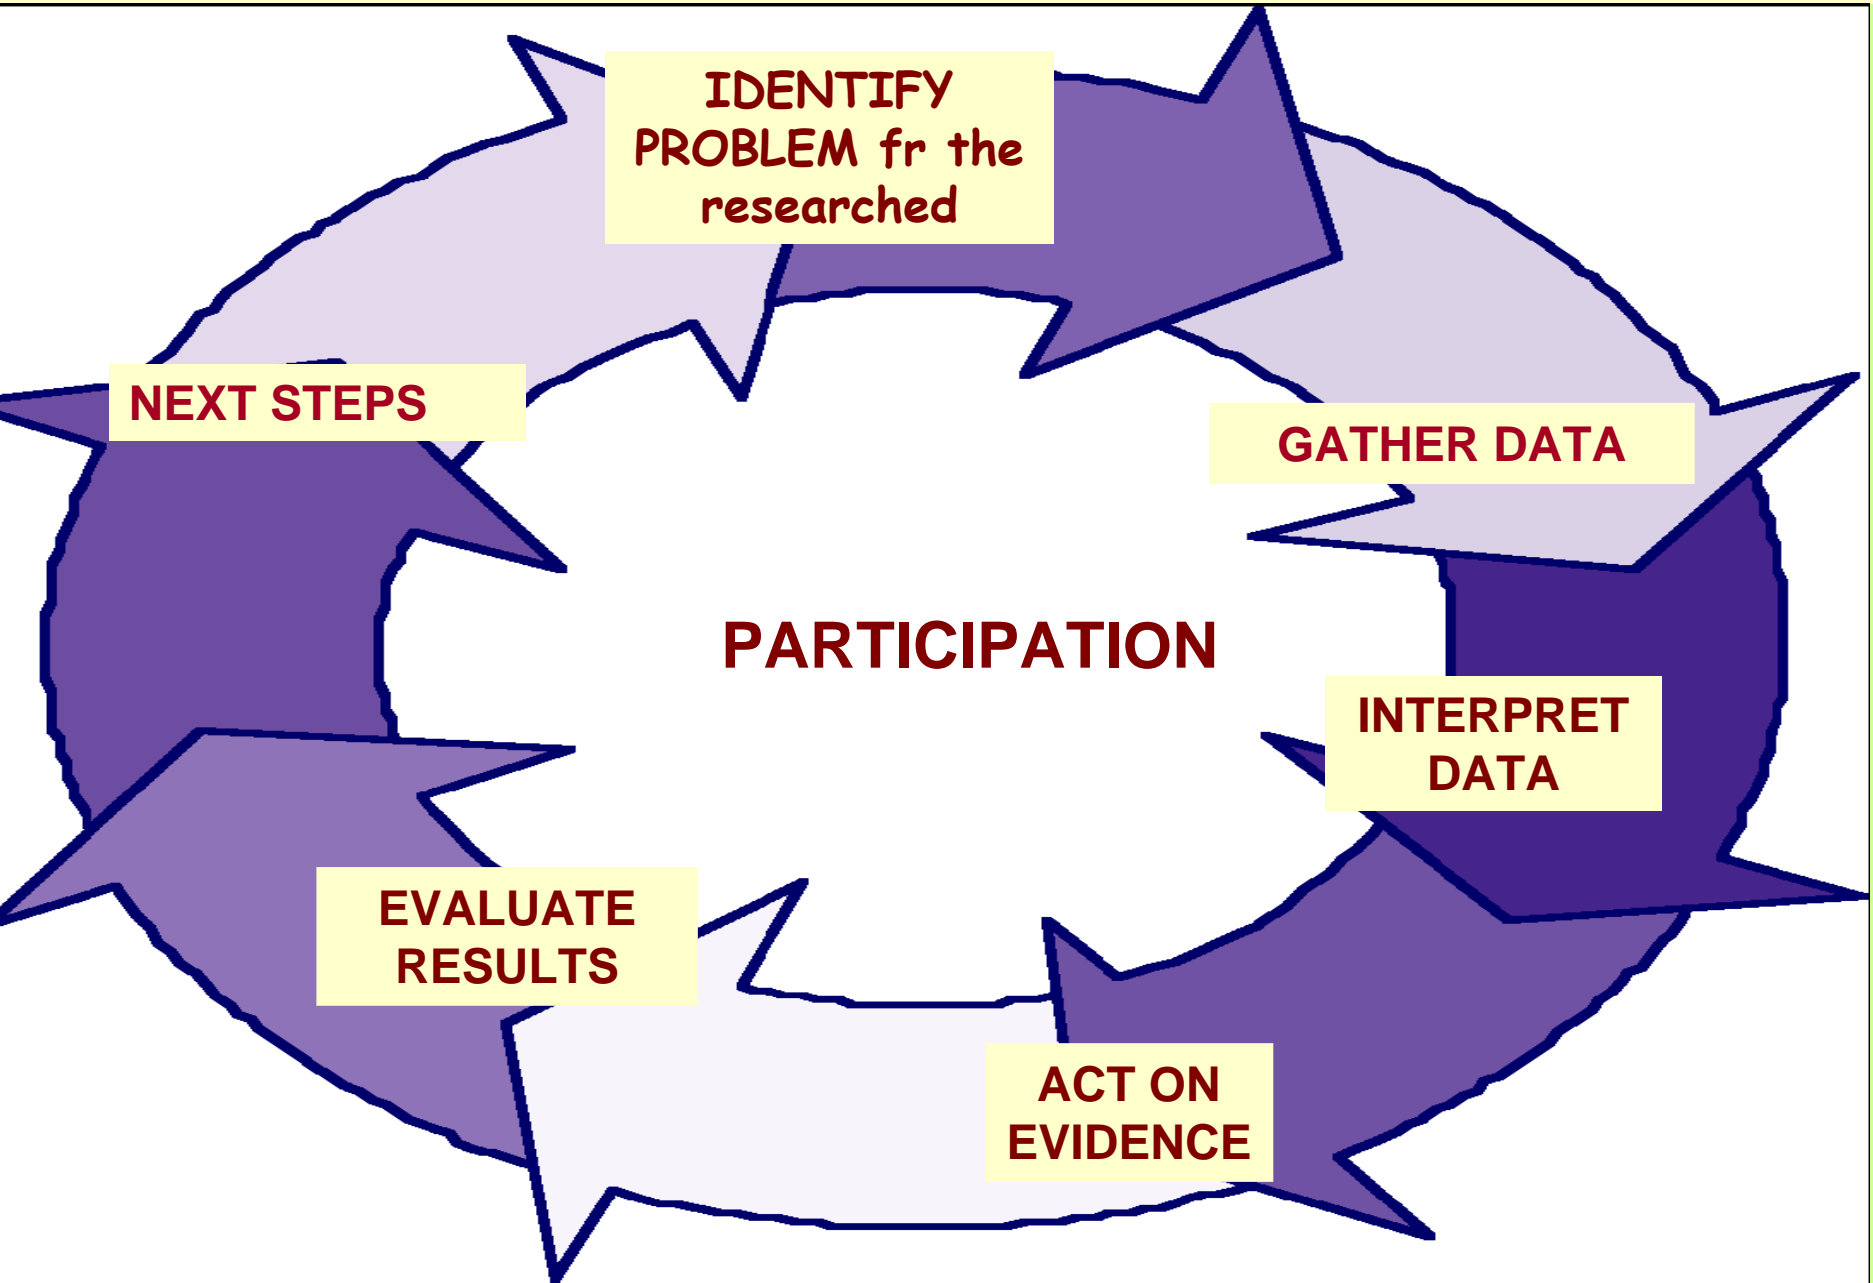 IDENTIFY
PROBLEM fr the
researched
GATHER DATA
INTERPRET
DATA
ACT ON
EVIDENCE
EVALUATE
RESULTS
NEXT STEPS
PARTICIPATION